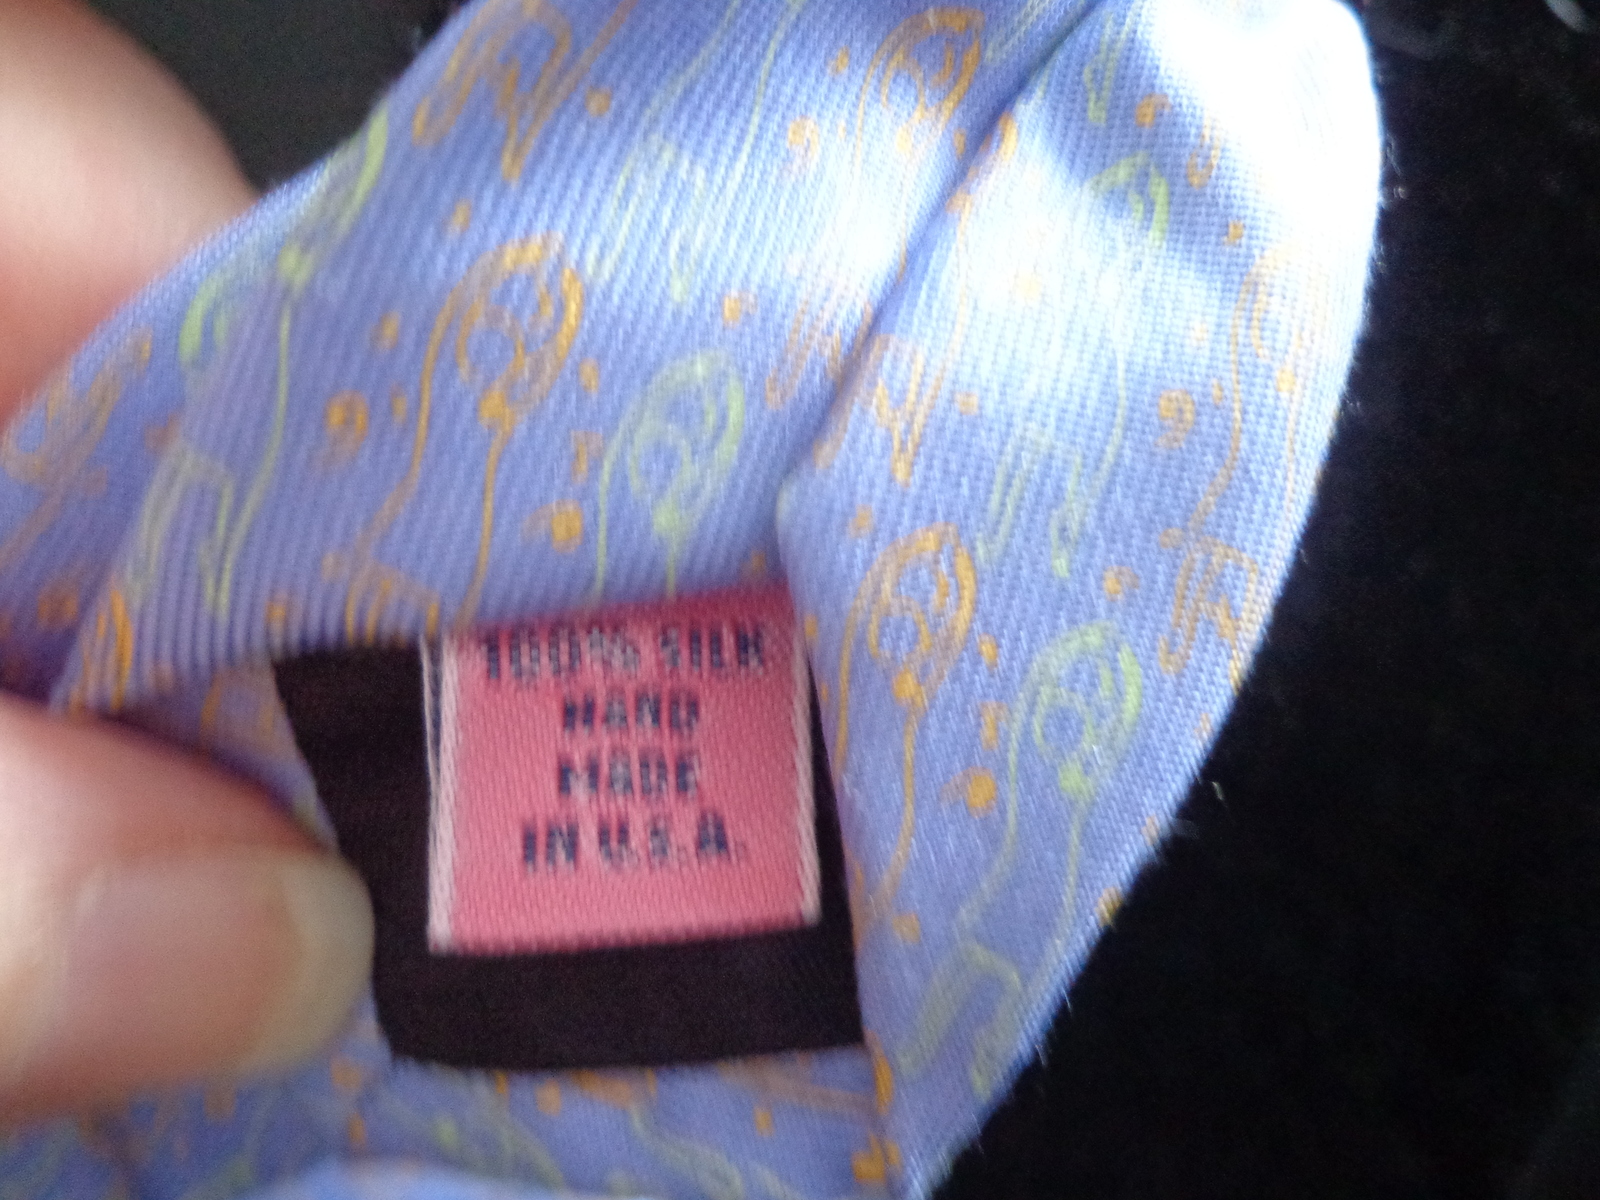 100% SILK
HAND
MADE
IN U.S.A.